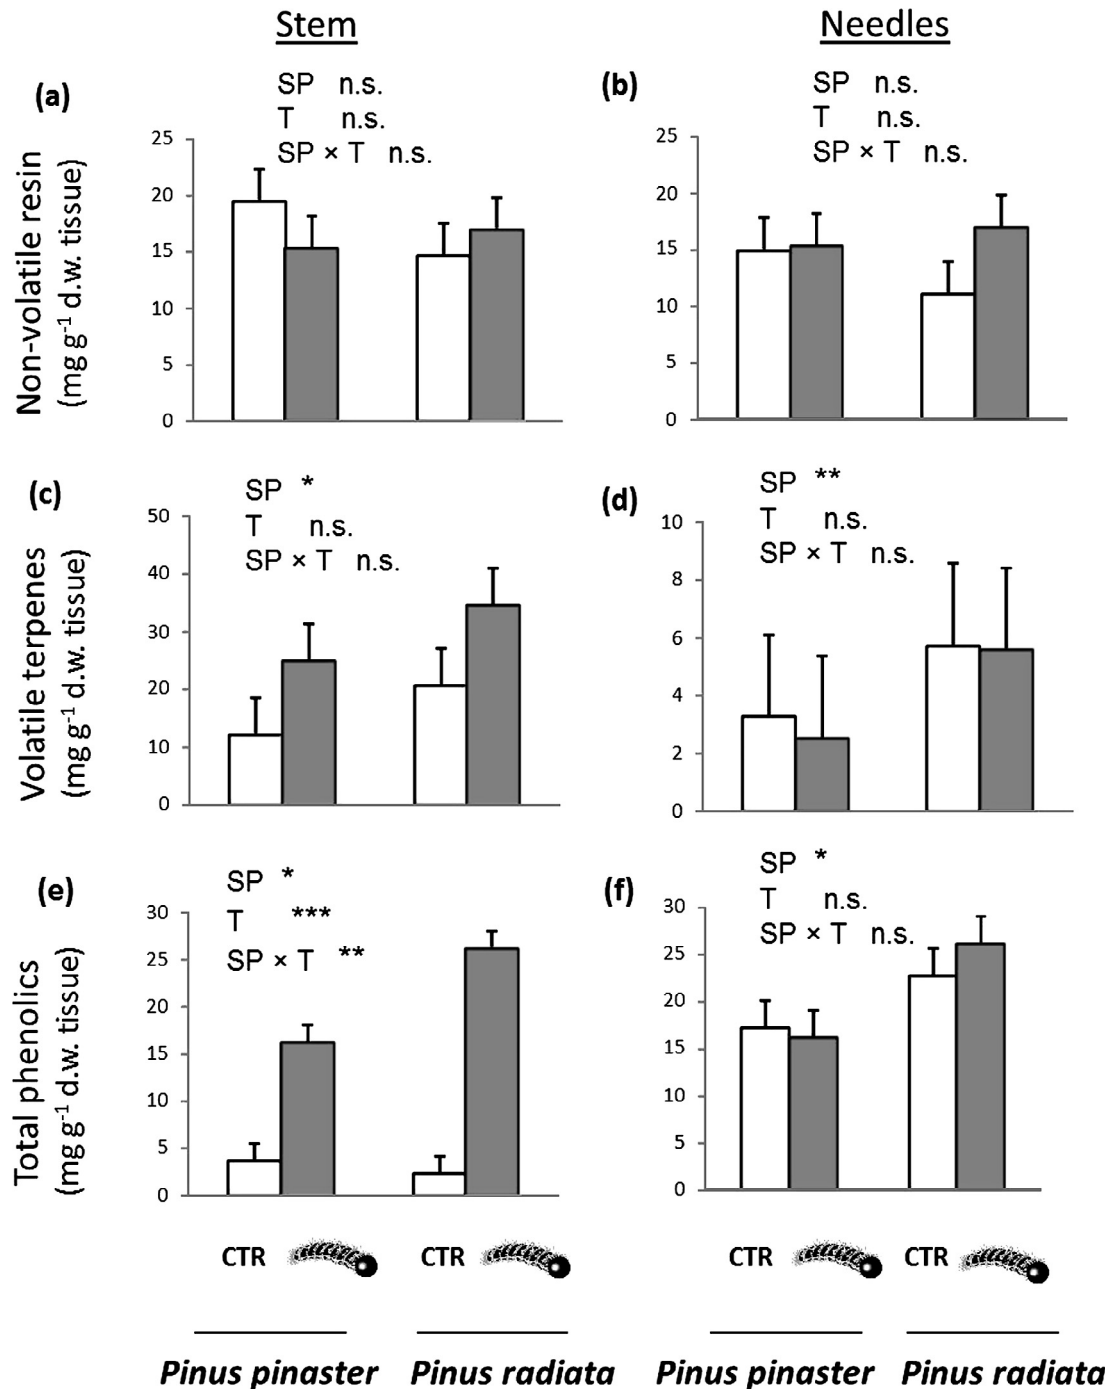 Stem
Needles
(a)
SP n.s.
T n.s.
SP × T n.s.
Non-volatile resin
(mg g-1 d.w. tissue)
25
20
15
10
5
0
(b)
SP n.s.
T n.s.
SP × T n.s.
25
20
15
10
5
0
(c)
SP *
T n.s.
SP × T n.s.
Volatile terpenes
(mg g-1 d.w. tissue)
50
40
30
20
10
0
(d)
SP **
T n.s.
SP × T n.s.
10
8
6
4
2
0
(e)
SP *
T ***
SP × T **
Total phenolics
(mg g-1 d.w. tissue)
30
25
20
15
10
5
0
(f)
SP *
T n.s.
SP × T n.s.
30
25
20
15
10
5
0
CTR
CTR
CTR
CTR
Pinus pinaster
Pinus radiata
Pinus pinaster
Pinus radiata